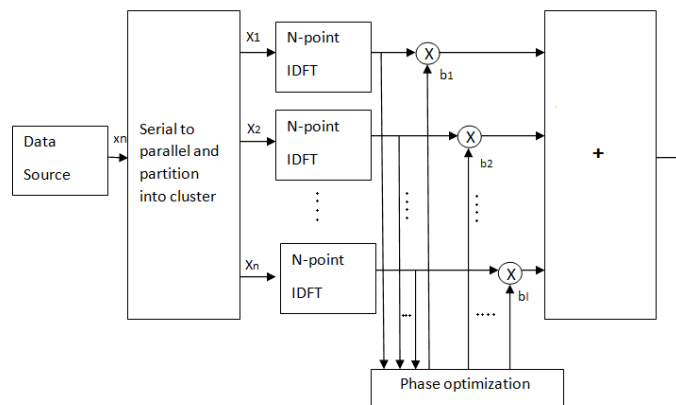 X1
N-point
IDFT
X
b1
X2
N-point
IDFT
X
b2
Data
Source
xn
Serial to
parallel and
partition
into cluster
+
Xn
N-point
IDFT
X
bI
Phase optimization